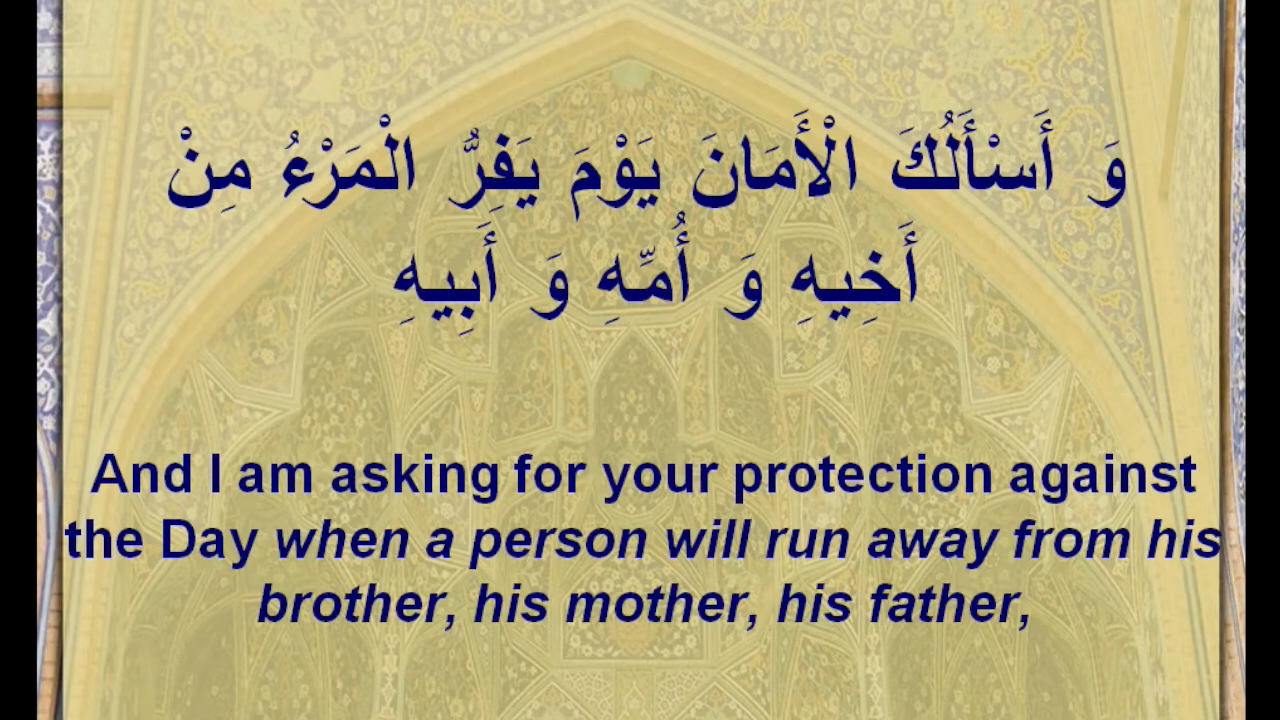 وَ أَسْأَلُكَ الْأَمَانَ يَوْمَ يَفِرُّ الْمَرْءُ مِنْ
أَخِيهِ وَ أُمِّهِ وَ أَبِيهِ
And I am asking for your protection against
the Day when a person will run away from his
brother, his mother, his father,